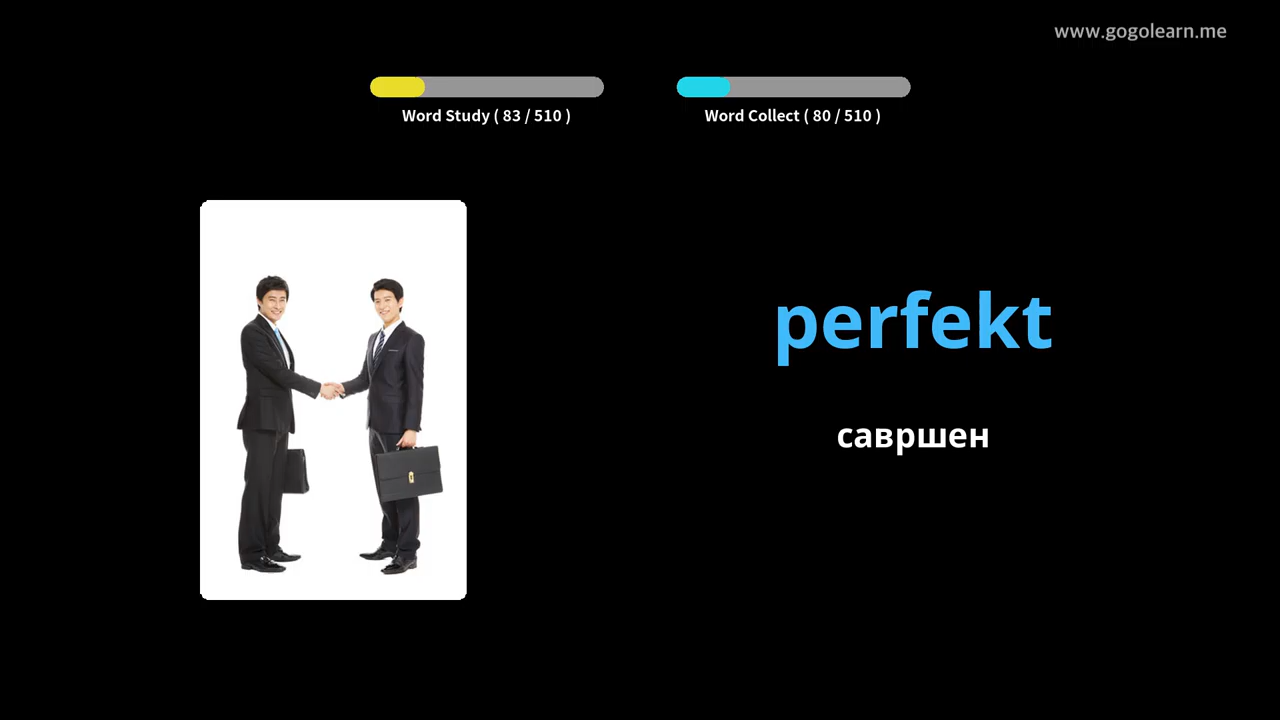 www.gogolearn.me
Word Study ( 83 / 510 )
Word Collect ( 80 / 510 )
perfekt
савршен